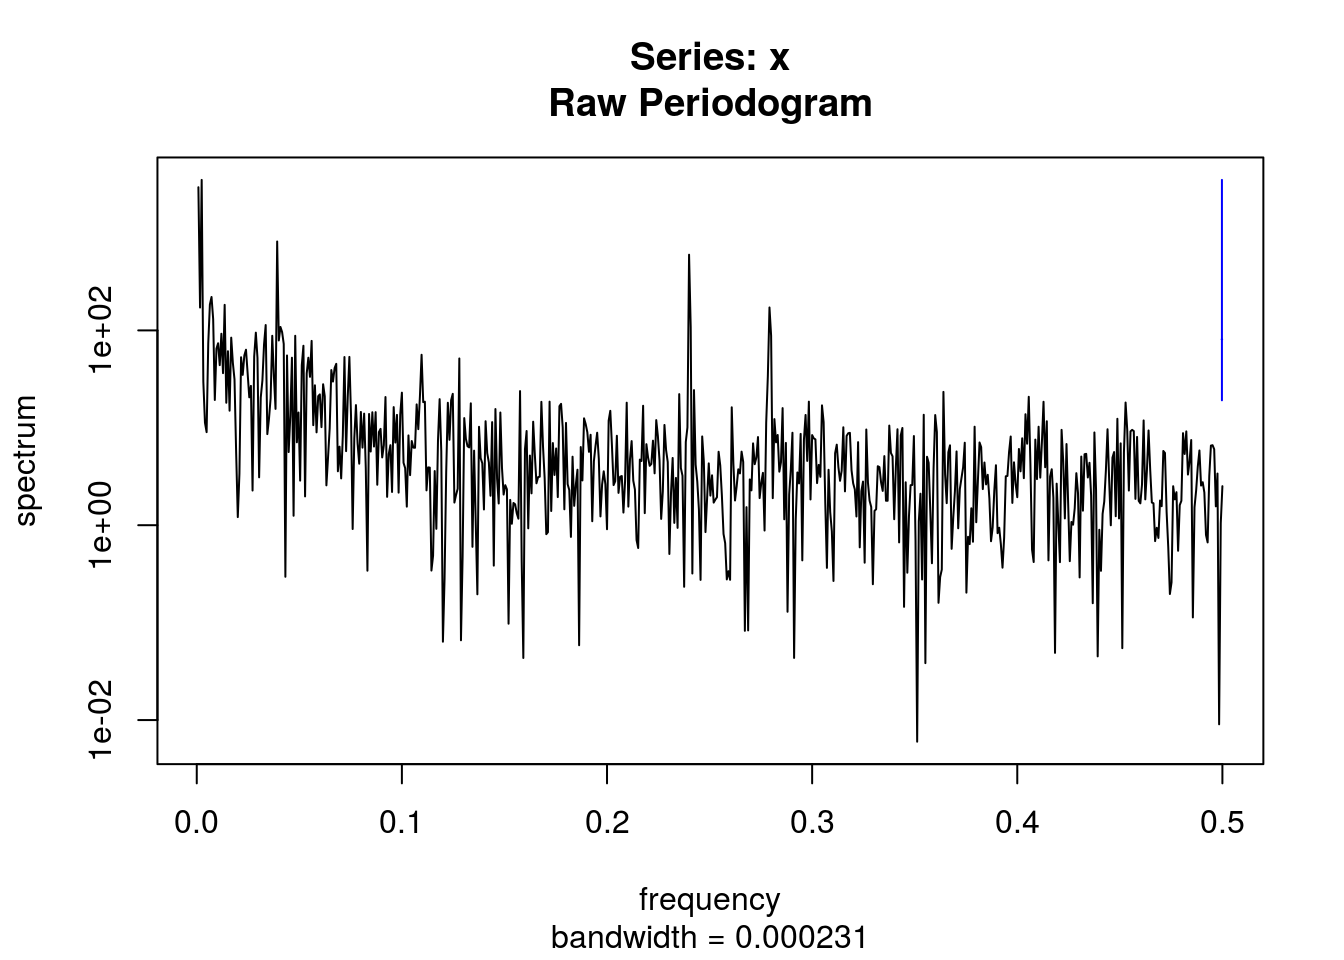 Series: x
Raw Periodogram
spectrum
1e+02
1e+00
1e-02
0.0 0.1 0.2 0.3 0.4 0.5
frequency
bandwidth = 0.000231